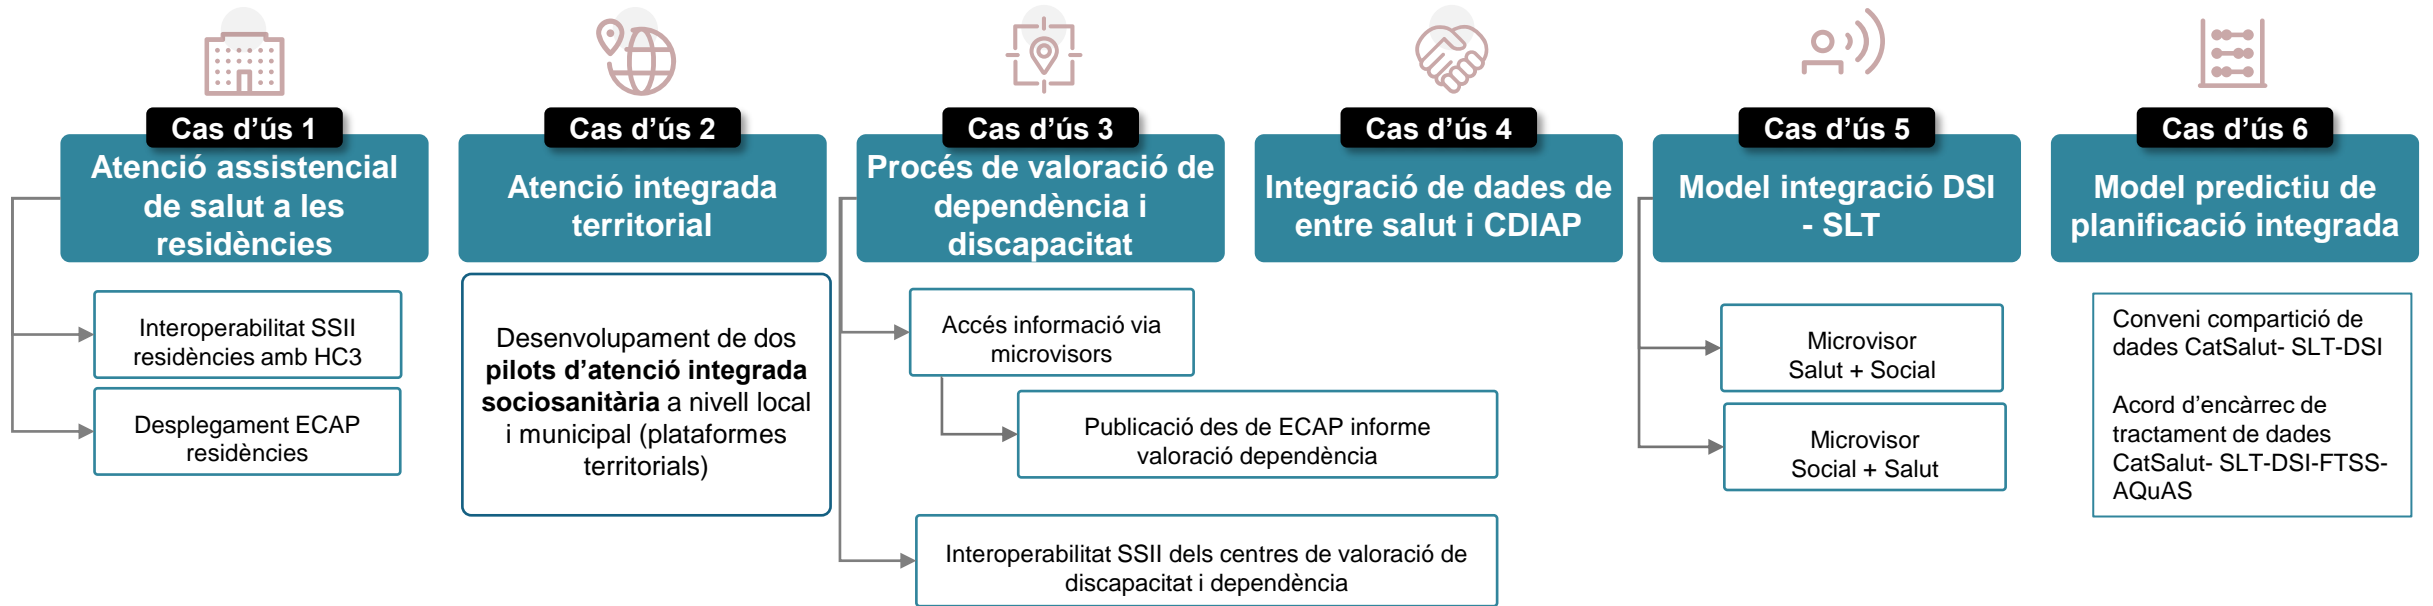 Cas d’ús 1
Atenció assistencial
de salut a les
residències
Interoperabilitat SSII
residències amb HC3
Desplegament ECAP
residències
Cas d’ús 2
Atenció integrada
territorial
Desenvolupament de dos
pilots d’atenció integrada
sociosanitària a nivell local
i municipal (plataformes
territorials)
Cas d’ús 3
Procés de valoració de
dependència i
discapacitat
Accés informació via
microvisors
Publicació des de ECAP informe
valoració dependència
Interoperabilitat SSII dels centres de valoració de
discapacitat i dependència
Cas d’ús 4
Integració de dades de
entre salut i CDIAP
Cas d’ús 5
Model integració DSI
- SLT
Microvisor
Salut + Social
Microvisor
Social + Salut
Cas d’ús 6
Model predictiu de
planificació integrada
Conveni compartició de
dades CatSalut- SLT-DSI
Acord d’encàrrec de
tractament de dades
CatSalut- SLT-DSI-FTSS-
AQuAS